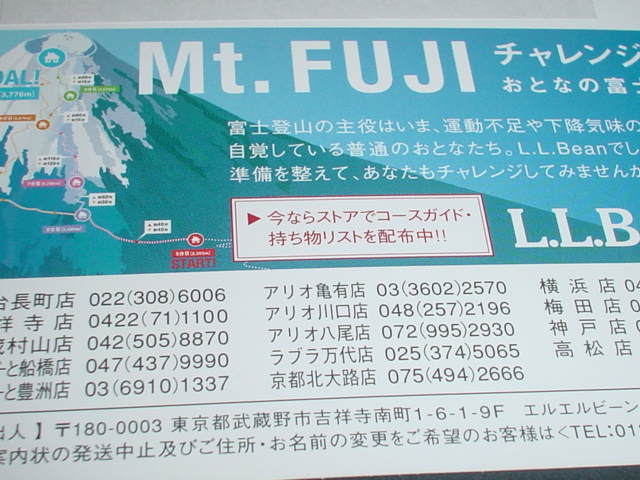 Mt. FUJI チャレンジ
おとなの富士
OAL!
3,776m
富士登山の主役はいま、運動不足や下降気味の
自覚している普通のおとなたち。L.L.Beanでし
準備を整えて、あなたもチャレンジしてみませんか
▶ 今ならストアでコースガイド・
持ち物リストを配布中!!
START!
L.L.B
台長町店 022(308)6006
祥寺店 0422(71)1100
村山店 042(505)8870
と船橋店 047(437)9990
と豊洲店 03(6910)1337
アリオ亀有店 03(3602)2570
アリオ川口店 048(257)2196
アリオ八尾店 072(995)2930
ラブラ万代店 025(374)5065
京都北大路店 075(494)2666
横浜店 04
梅田店 0
神戸店 0
高松店
出人】〒180-0003 東京都武蔵野市吉祥寺南町1-6-1-9F エルエルビーン
案内状の発送中止及びご住所・お名前の変更をご希望のお客様は<TEL:01